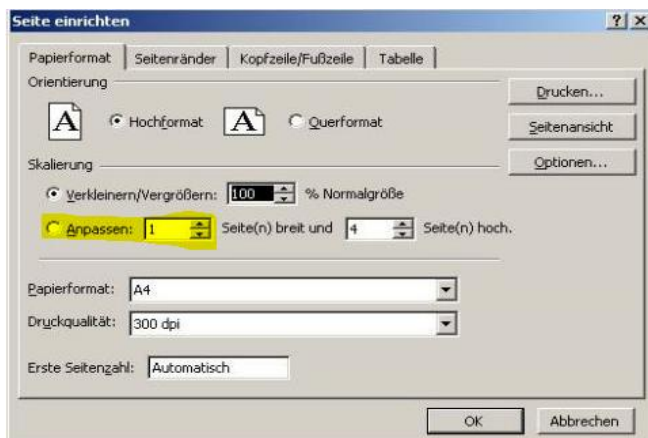 Seite einrichten
Papierformat Seitenränder Kopfzeile/Fußzeile Tabelle
Orientierung
Drucken...
A Hochformat A Querformat
Seitenansicht
Skalierung
Optionen...
Verkleinern/Vergrößern: 100 % Normalgröße
Anpassen: 1 Seite(n) breit und 4 Seite(n) hoch.
Papierformat: A4
Druckqualität: 300 dpi
Erste Seitenzahl: Automatisch
OK Abbrechen